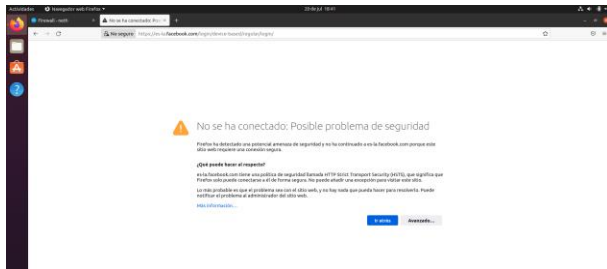 Actividades Navegador web Firefox 28 de jul 10:41
Firewall - nxlt No se ha conectado: Pos
No seguro https://es-la.facebook.com/login/device-based/regular/login/
No se ha conectado: Posible problema de seguridad
Firefox ha detectado una potencial amenaza de seguridad y no ha continuado a es-la.facebook.com porque este
sitio web requiere una conexión segura.
¿Qué puede hacer al respecto?
es-la.facebook.com tiene una política de seguridad llamada HTTP Strict Transport Security (HSTS), que significa que
Firefox solo puede conectarse a él de forma segura. No puede añadir una excepción para visitar este sitio.
Lo más probable es que el problema sea con el sitio web, y no hay nada que pueda hacer para resolverlo. Puede
notificar el problema al administrador del sitio web.
Más información...
Ir atrás Avanzado...